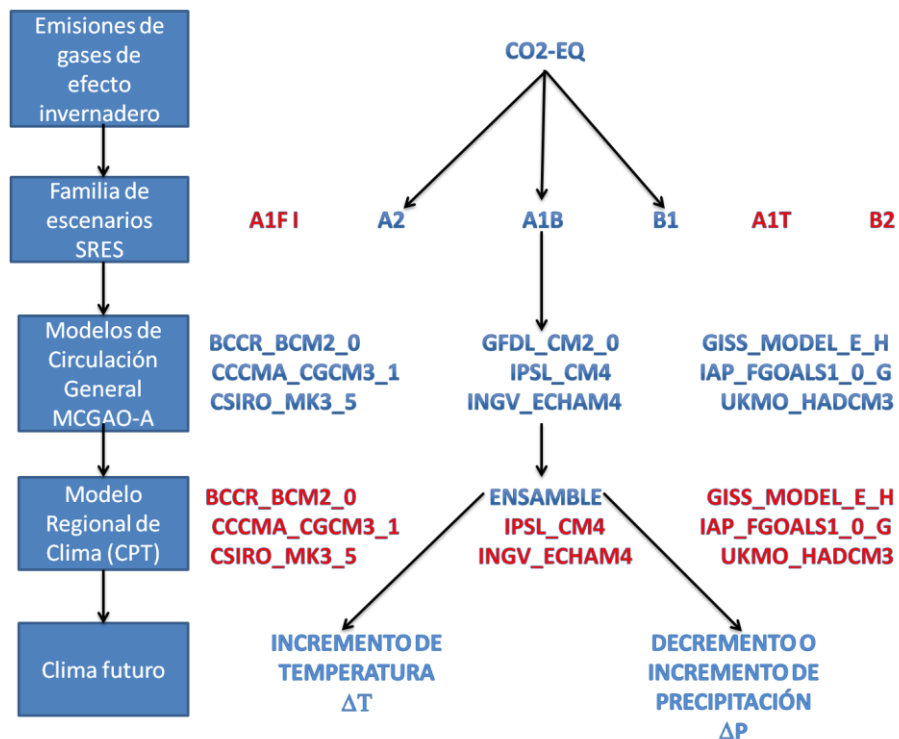 Emisiones de
gases de
efecto
invernadero
CO2-EQ
Familia de
escenarios
SRES
A1F I
A2
A1B
B1
A1T
B2
Modelos de
Circulación
General
MCGAO-A
BCCR_BCM2_0
CCCMA_CGCM3_1
CSIRO_MK3_5
GFDL_CM2_0
IPSL_CM4
INGV_ECHAM4
GISS_MODEL_E_H
IAP_FGOALS1_0_G
UKMO_HADCM3
Modelo
Regional de
Clima (CPT)
BCCR_BCM2_0
CCCMA_CGCM3_1
CSIRO_MK3_5
ENSAMBLE
IPSL_CM4
INGV_ECHAM4
GISS_MODEL_E_H
IAP_FGOALS1_0_G
UKMO_HADCM3
Clima futuro
INCREMENTO DE
TEMPERATURA
ΔT
DECREMENTO O
INCREMENTO DE
PRECIPITACIÓN
ΔP